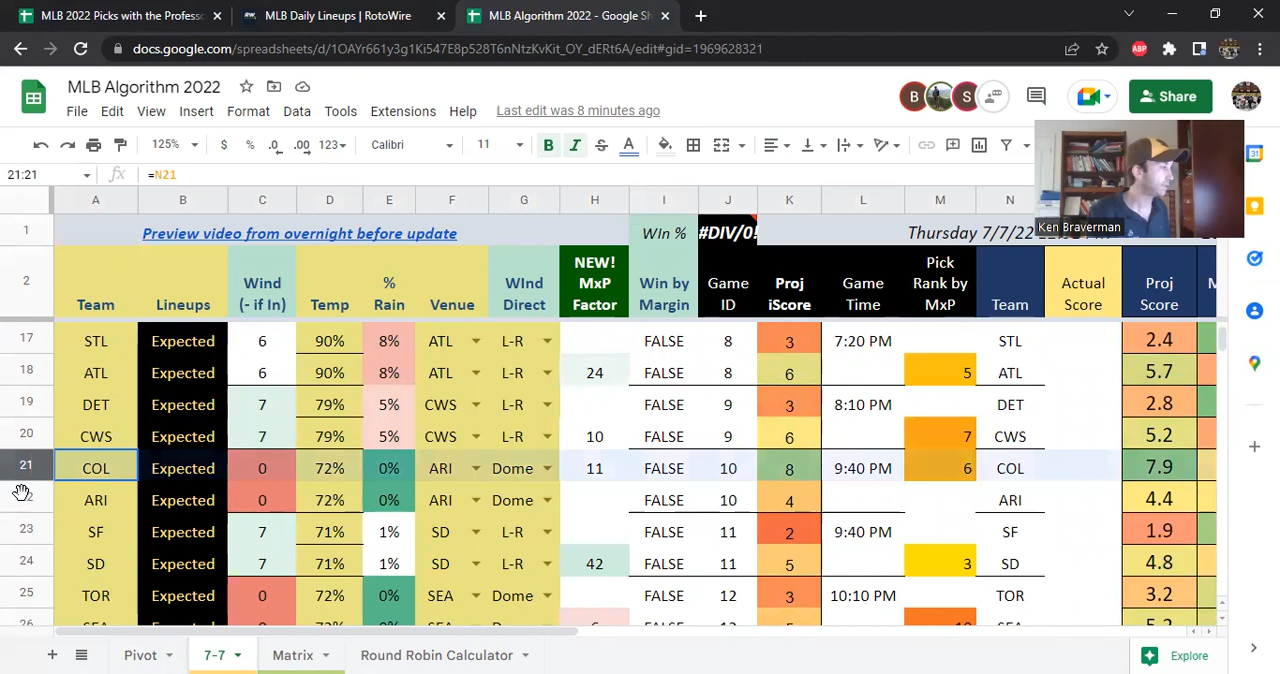 MLB 2022 Picks with the Professor
MLB Daily Lineups | RotoWire
MLB Algorithm 2022 - Google Sh
docs.google.com/spreadsheets/d/1OAYr661y3g1Ki547E8p528T6nNtzKvKit_OY_dERt6A/edit#gid=1969628321
MLB Algorithm 2022
File Edit View Insert Format Data Tools Extensions Help Last edit was 8 minutes ago
B S Share
125% $ % .0 .00 123 Calibri 11 B I S A
21:21 fx =N21
Ken Braverman
A B C D E F G H I J K L M N O P
1 Preview video from overnight before update WIn % #DIV/0! Thursday 7/7/22
2 Team Lineups Wind (- if In) Temp % Rain Venue WInd Direct NEW! MxP Factor Win by Margin Game ID Proj iScore Game Time Pick Rank by MxP Team Actual Score Proj Score
17 STL Expected 6 90% 8% ATL L-R FALSE 8 3 7:20 PM STL 2.4
18 ATL Expected 6 90% 8% ATL L-R 24 FALSE 8 6 5 ATL 5.7
19 DET Expected 7 79% 5% CWS L-R FALSE 9 3 8:10 PM DET 2.8
20 CWS Expected 7 79% 5% CWS L-R 10 FALSE 9 6 7 CWS 5.2
21 COL Expected 0 72% 0% ARI Dome 11 FALSE 10 8 9:40 PM 6 COL 7.9
ARI Expected 0 72% 0% ARI Dome FALSE 10 4 ARI 4.4
23 SF Expected 7 71% 1% SD L-R FALSE 11 2 9:40 PM SF 1.9
24 SD Expected 7 71% 1% SD L-R 42 FALSE 11 5 3 SD 4.8
25 TOR Expected 0 72% 0% SEA Dome FALSE 12 3 10:10 PM TOR 3.2
Pivot 7-7 Matrix Round Robin Calculator Explore